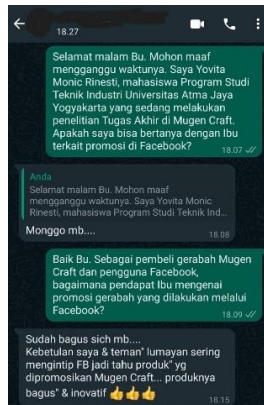 18.27
Selamat malam Bu. Mohon maaf
mengganggu waktunya. Saya Yovita
Monic Rinesti, mahasiswa Program Studi
Teknik Industri Universitas Atma Jaya
Yogyakarta yang sedang melakukan
penelitian Tugas Akhir di Mugen Craft.
Apakah saya bisa bertanya dengan Ibu
terkait promosi di Facebook?
18.07
Anda
Selamat malam Bu. Mohon maaf
mengganggu waktunya. Saya Yovita Monic
Rinesti, mahasiswa Program Studi Teknik Ind...
Monggo mb....
18.08
Baik Bu. Sebagai pembeli gerabah Mugen
Craft dan pengguna Facebook,
bagaimana pendapat Ibu mengenai
promosi gerabah yang dilakukan melalui
Facebook?
18.09
Sudah bagus sich mb....
Kebetulan saya & teman" lumayan sering
mengintip FB jadi tahu produk" yg
dipromosikan Mugen Craft... produknya
bagus" & inovatif 👍👍👍
18.15